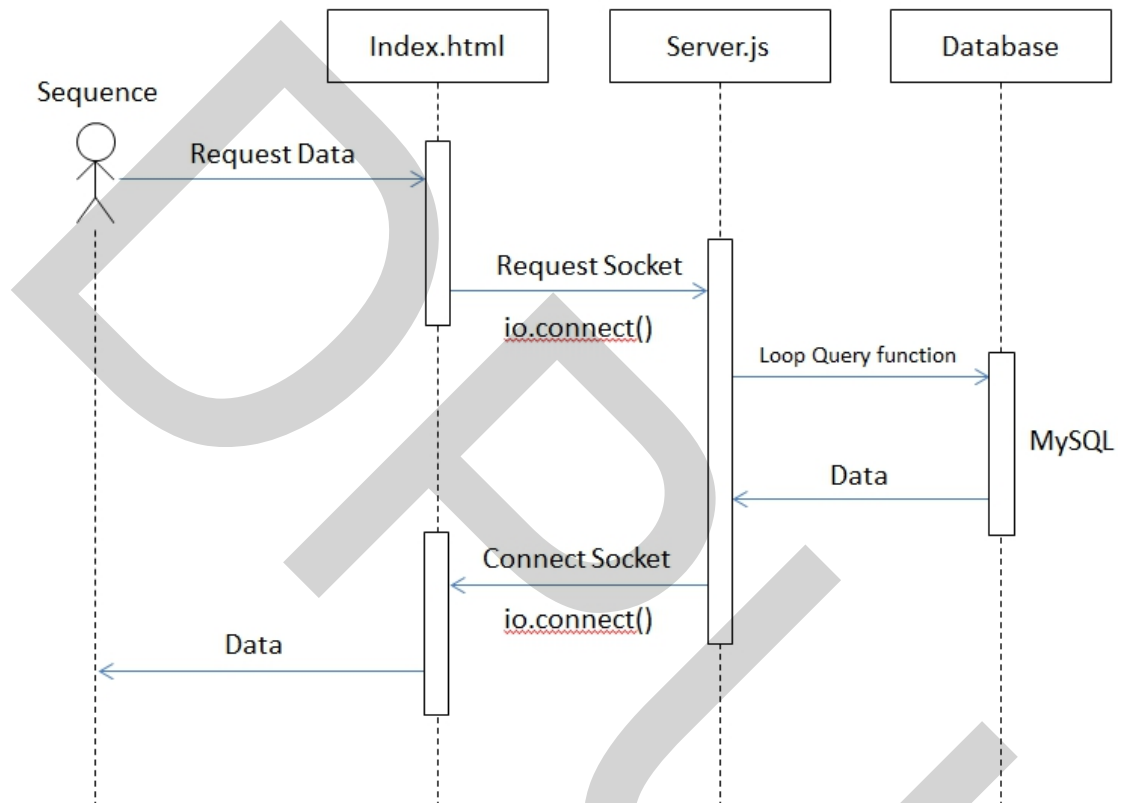 Index.html
Server.js
Database
Sequence
Request Data
Request Socket
io.connect()
Loop Query function
MySQL
Data
Connect Socket
io.connect()
Data